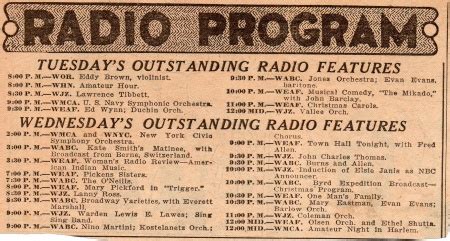 RADIO PROGRAM
TUESDAY'S OUTSTANDING RADIO FEATURES
8:00 P. M.—WOR. Eddy Brown, violinist.
8:00 P. M.—WHN. Amateur Hour.
8:30 P. M.—WJZ. Lawrence Tibbett.
9:00 P. M.—MCA. U. S. Navy Symphonic Orchestra.
9:30 P. M.—WEAF. Ed Wynn; Duchin Orch.
9:30 P. M.—WABC. Jones Orchestra; Evan Evans,
baritone.
10:00 P. M.—WEAF. Musical Comedy, "The Mikado,"
with John Barclay.
11:00 P. M.—WEAF. Christmas Carols.
12:00 MID.—WJZ. Vallee Orch.
WEDNESDAY'S OUTSTANDING RADIO FEATURES
2:00 P. M.—WMCA and WNYC. New York Civic
Symphony Orchestra.
3:00 P. M.—WABC. Kate Smith's Matinee, with
broadcast from Berne, Switzerland.
3:30 P. M.—WEAF. Woman's Radio Review—American
Indian Music.
7:00 P. M.—WEAF. Pickens Sisters.
7:30 P. M.—WABC. The O'Neills.
8:00 P. M.—WEAF. Mary Pickford in "Trigger."
8:30 P. M.—WJZ. Lanny Ross.
8:30 P. M.—WABC. Broadway Varieties, with Everett
Marshall.
9:00 P. M.—WJZ. Warden Lewis E. Lawes; Sing
Sing Band.
9:00 P. M.—WABC. Nino Martini; Kostelanetz Orch.;
Chorus.
9:00 P. M.—WEAF. Town Hall Tonight, with Fred
Allen.
9:30 P. M.—WJZ. John Charles Thomas.
9:30 P. M.—WABC. Burns and Allen.
10:00 P. M.—WJZ. Induction of Elsie Janis as NBC
Announcer.
10:00 P. M.—WABC. Byrd Expedition Broadcast—
Christmas Program.
10:30 P. M.—WEAF. One Man's Family.
10:30 P. M.—WABC. Mary Eastman, Evan Evans;
Barlow Orch.
12:00 MID.—WJZ. Coleman Orch.
12:00 MID.—WEAF. Olsen Orch. and Ethel Shutta.
12:00 MID.—WMCA. Amateur Night in Harlem.